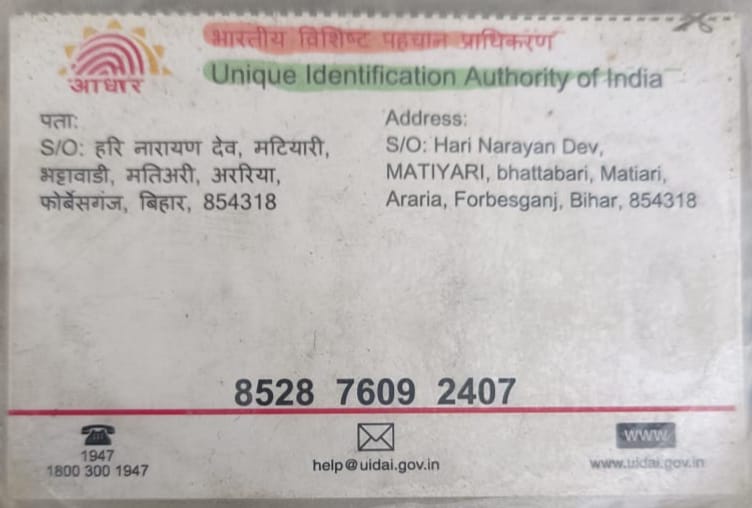 भारतीय विशिष्ट पहचान प्राधिकरण
Unique Identification Authority of India
आधार
पता:
S/O: हरि नारायण देव, मटियारी,
भट्टावाडी, मतिअरी, अररिया,
फोर्बेसगंज, बिहार, 854318
Address:
S/O: Hari Narayan Dev,
MATIYARI, bhattabari, Matiari,
Araria, Forbesganj, Bihar, 854318
8528 7609 2407
1947
1800 300 1947
help@uidai.gov.in
www
www.uidai.gov.in